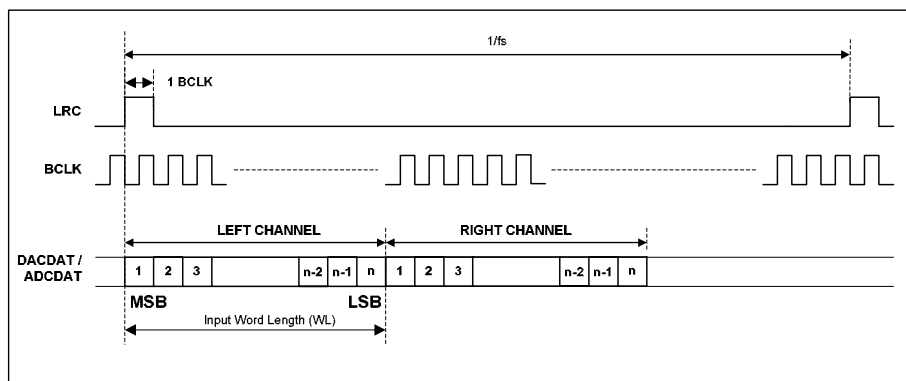 1/fs
1 BCLK
LRC
BCLK
LEFT CHANNEL RIGHT CHANNEL
DACDAT /
ADCDAT
1 2 3 n-2 n-1 n 1 2 3 n-2 n-1 n
MSB LSB
Input Word Length (WL)